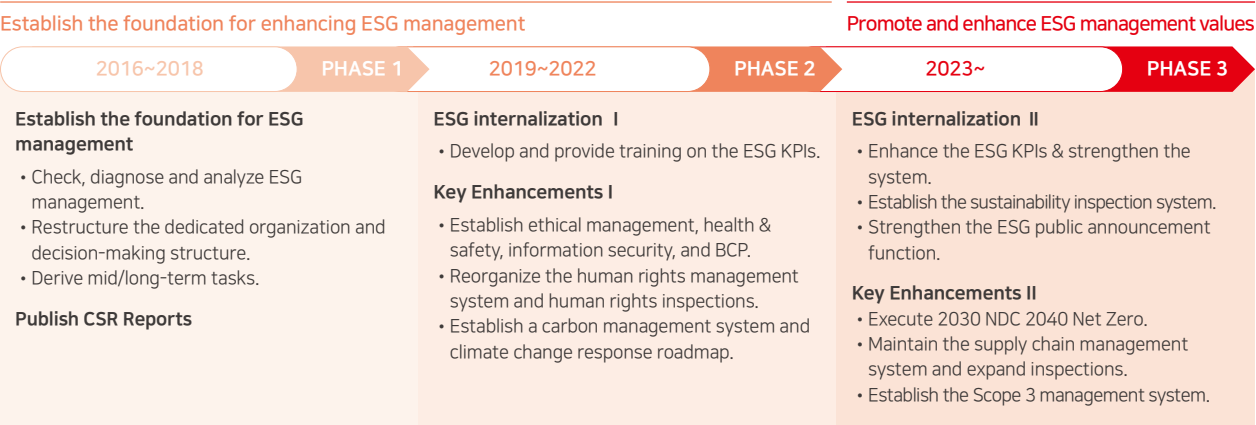 Establish the foundation for enhancing ESG management
Promote and enhance ESG management values
2016~2018
PHASE 1
2019~2022
PHASE 2
2023~
PHASE 3
Establish the foundation for ESG
management
• Check, diagnose and analyze ESG
management.
• Restructure the dedicated organization and
decision-making structure.
• Derive mid/long-term tasks.
Publish CSR Reports
ESG internalization Ⅰ
• Develop and provide training on the ESG KPIs.
Key Enhancements I
• Establish ethical management, health &
safety, information security, and BCP.
• Reorganize the human rights management
system and human rights inspections.
• Establish a carbon management system and
climate change response roadmap.
ESG internalization Ⅱ
• Enhance the ESG KPIs & strengthen the
system.
• Establish the sustainability inspection system.
• Strengthen the ESG public announcement
function.
Key Enhancements II
• Execute 2030 NDC 2040 Net Zero.
• Maintain the supply chain management
system and expand inspections.
• Establish the Scope 3 management system.